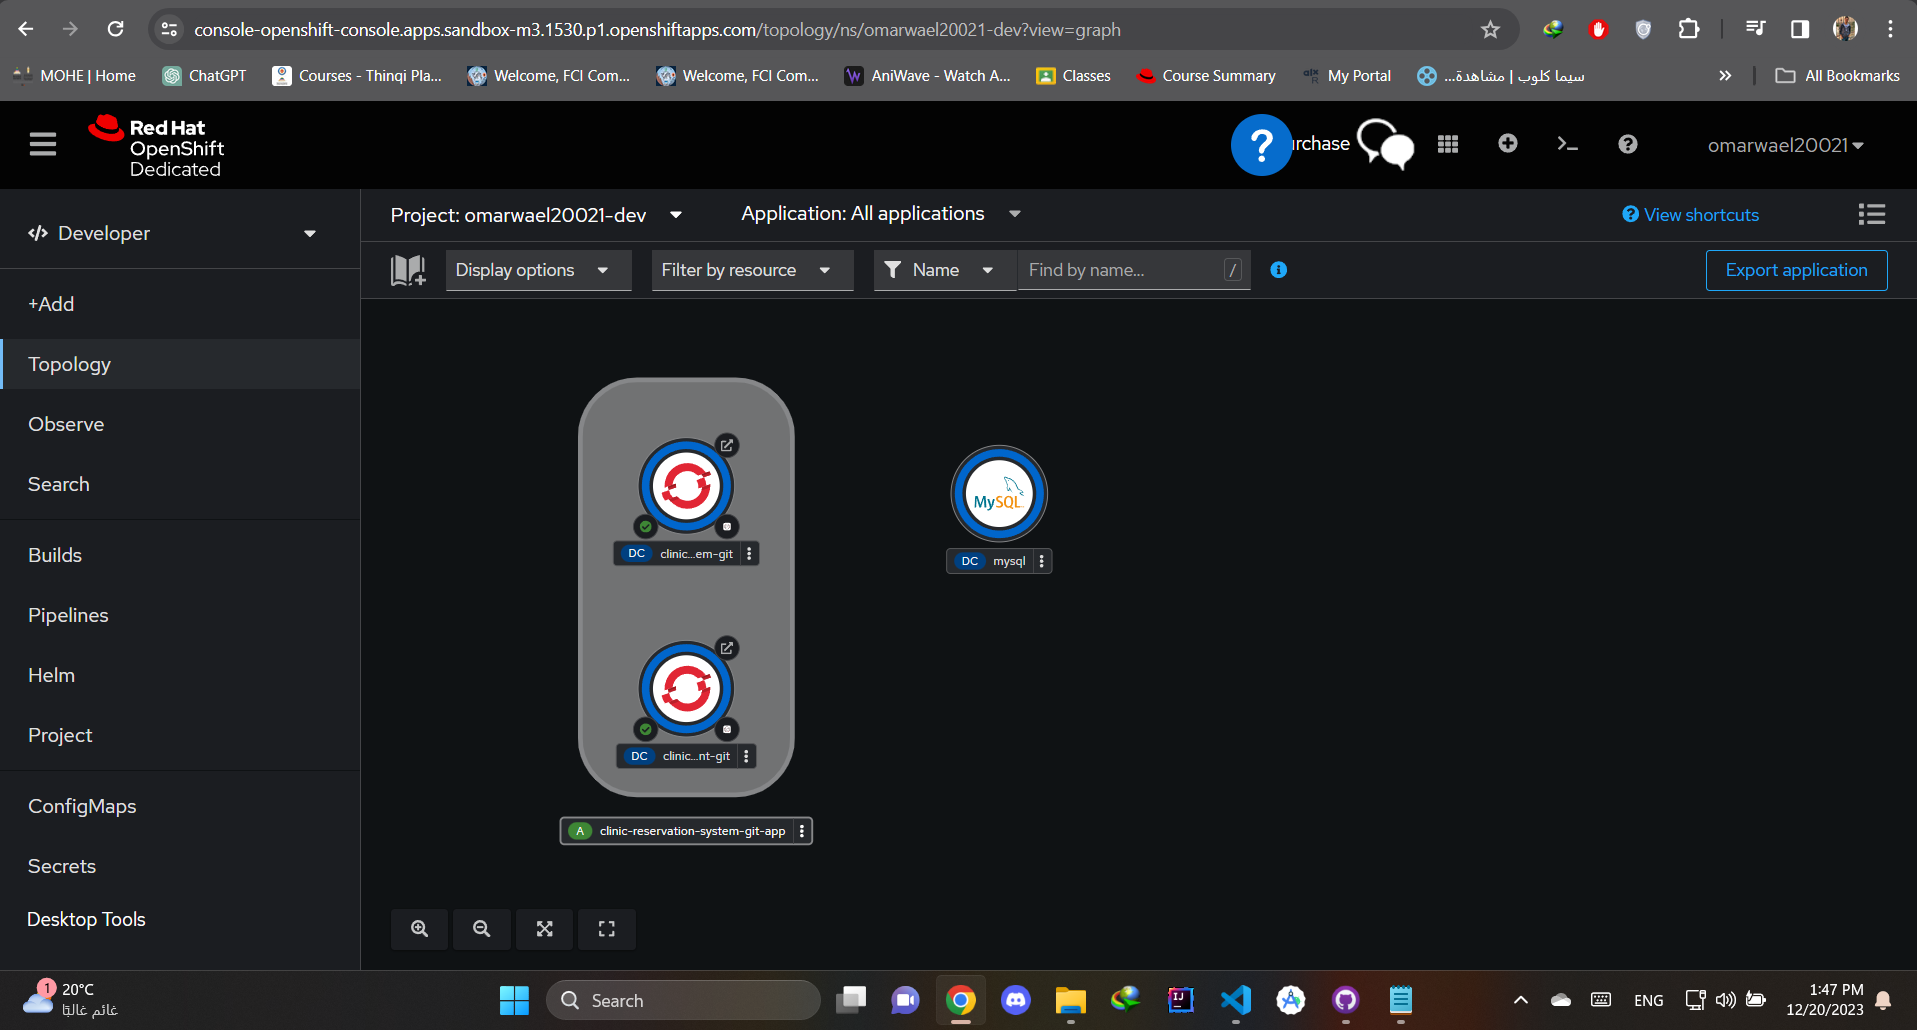 console-openshift-console.apps.sandbox-m3.1530.p1.openshiftapps.com/topology/ns/omarwael20021-dev?view=graph
MOHE | Home
ChatGPT
Courses - Thinqi Pla...
Welcome, FCI Com...
Welcome, FCI Com...
AniWave - Watch A...
Classes
Course Summary
My Portal
سيما كلوب | مشاهدة...
»
All Bookmarks
Red Hat
OpenShift
Dedicated
?
rchase
omarwael20021
Developer
Project: omarwael20021-dev
Application: All applications
View shortcuts
Display options
Filter by resource
Name
Find by name...
/
Export application
+Add
Topology
Observe
Search
Builds
Pipelines
Helm
Project
ConfigMaps
Secrets
Desktop Tools
DC clinic...em-git
MySQL
DC mysql
DC clinic...nt-git
A clinic-reservation-system-git-app
1
20°C
غائم غالبًا
Search
ENG
1:47 PM
12/20/2023